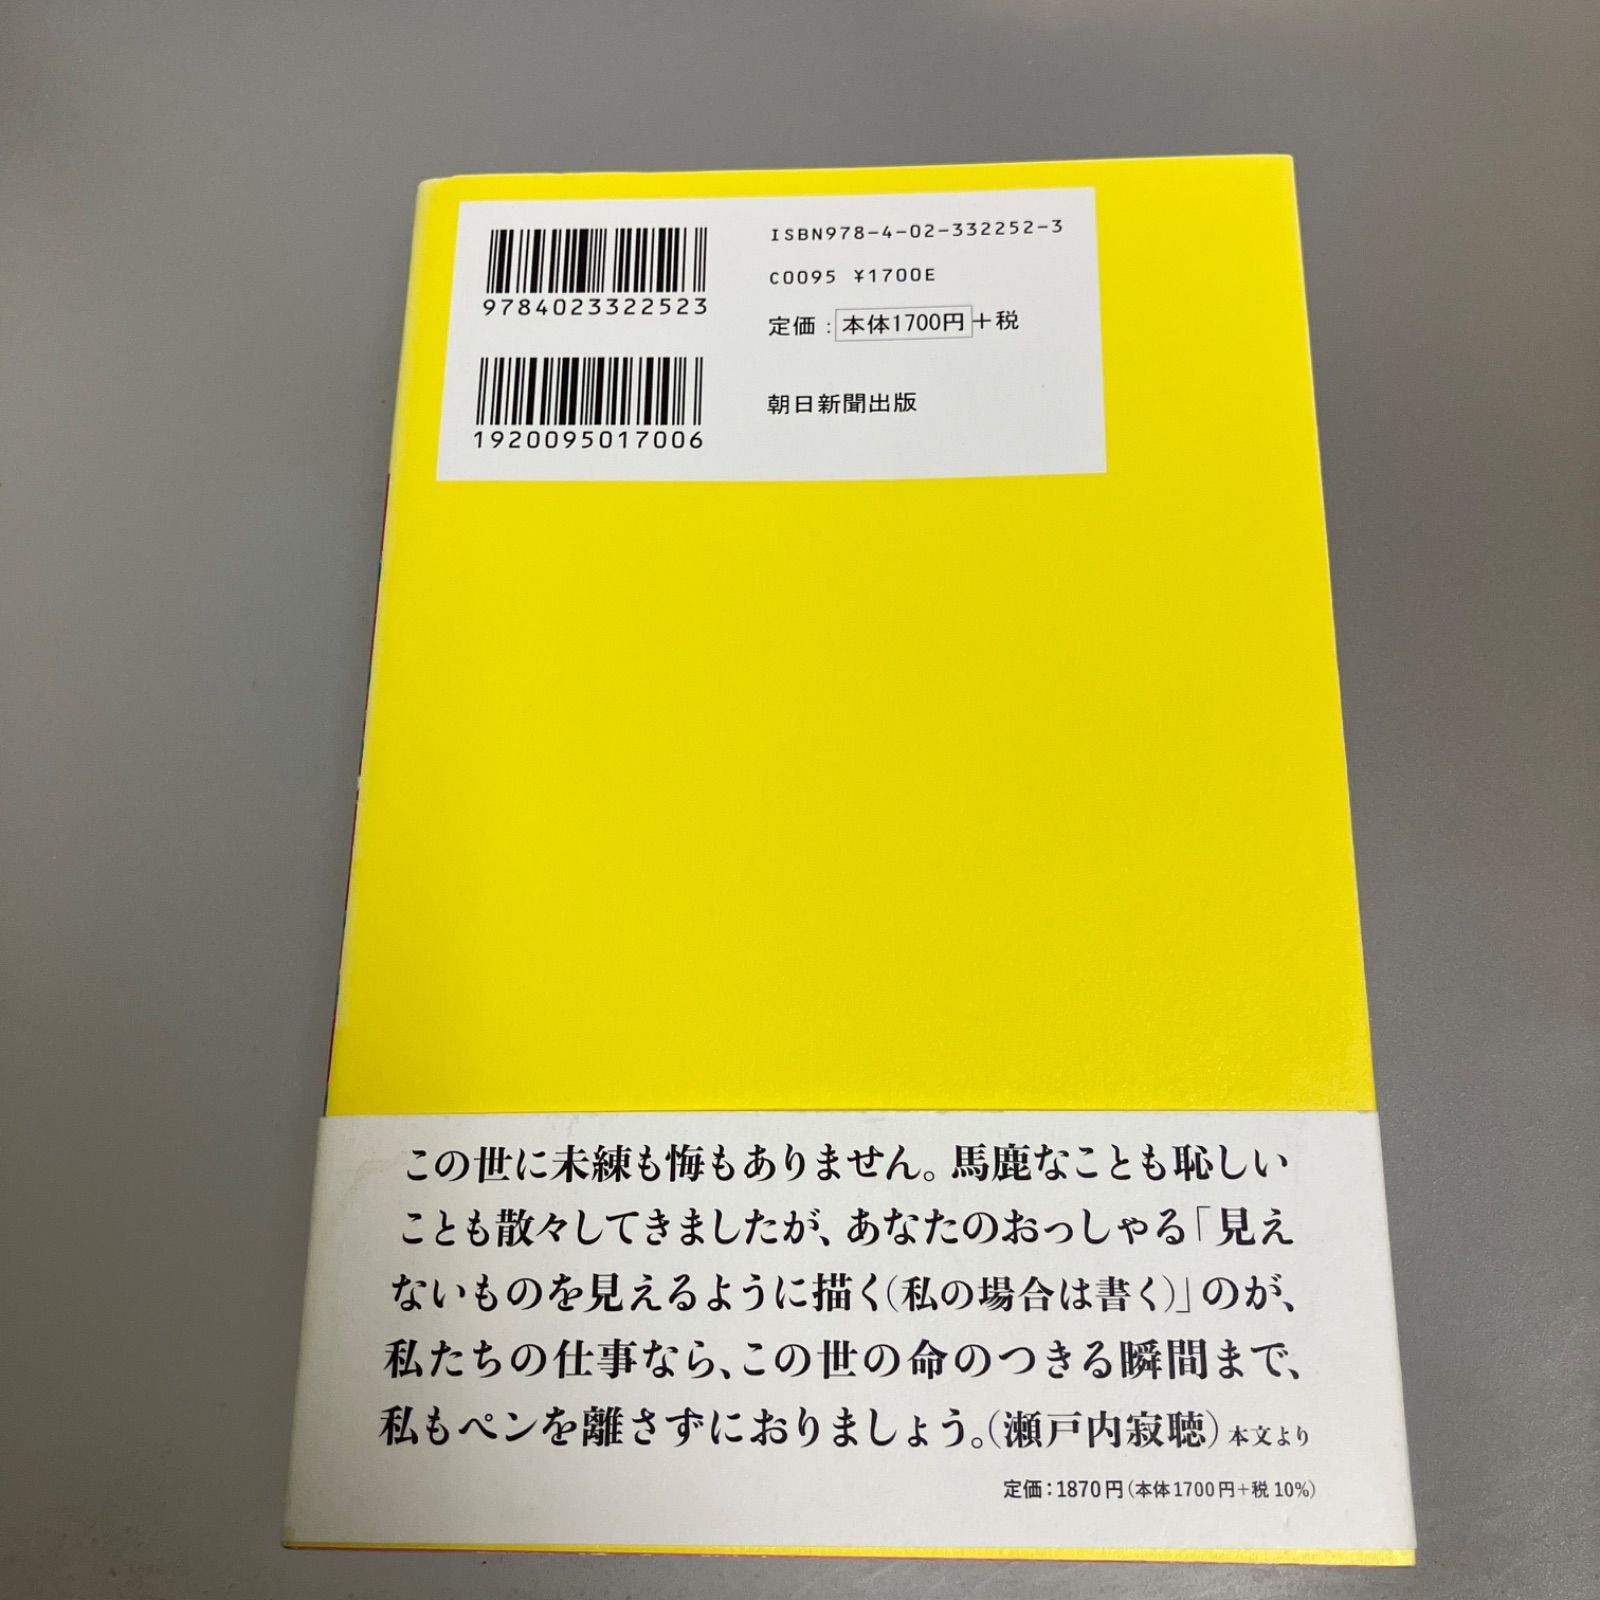 ISBN978-4-02-332252-3
C0095 ¥1700E
定価：本体1700円＋税
朝日新聞出版
9784023322523
1920095017006
この世に未練も悔もありません。馬鹿なことも恥しい
ことも散々してきましたが、あなたのおっしゃる「見え
ないものを見えるように描く（私の場合は書く）」のが、
私たちの仕事なら、この世の命のつきる瞬間まで、
私もペンを離さずにおりましょう。（瀬戸内寂聴）本文より
定価：1870円（本体1700円＋税10%）